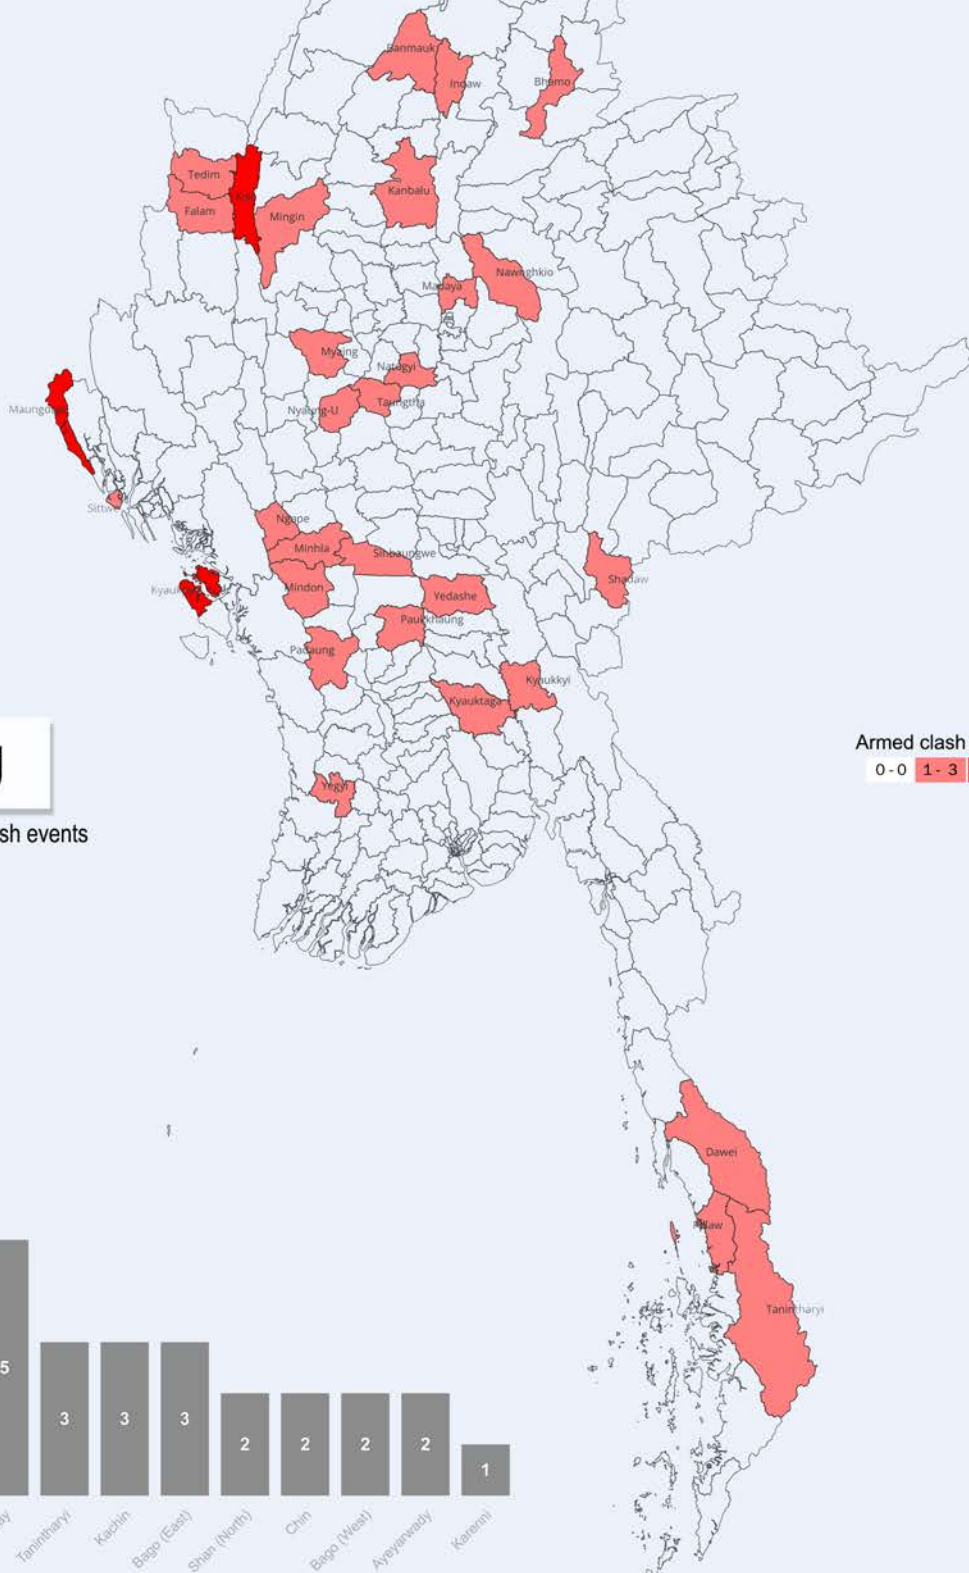 Banmauk
Indaw
Bhamo
Tedim
Falam
Mingin
Kanbalu
Nawnghkio
Madaya
Myaing
Natogyi
Taungtha
Nyaung-U
Sittwe
Ngape
Minhla
Sinbaungwe
Mindon
Yedashe
Shadaw
Paukkhaung
Padaung
Kyaukkyi
Kyauktaga
Armed clash
0 - 0 1 - 3
Yegyi
sh events
Dawei
Palaw
Tanintharyi
5
3
3
3
2
2
2
2
1
ay
Tanintharyi
Kachin
Bago (East)
Shan (North)
Chin
Bago (West)
Ayeyarwady
Karenni